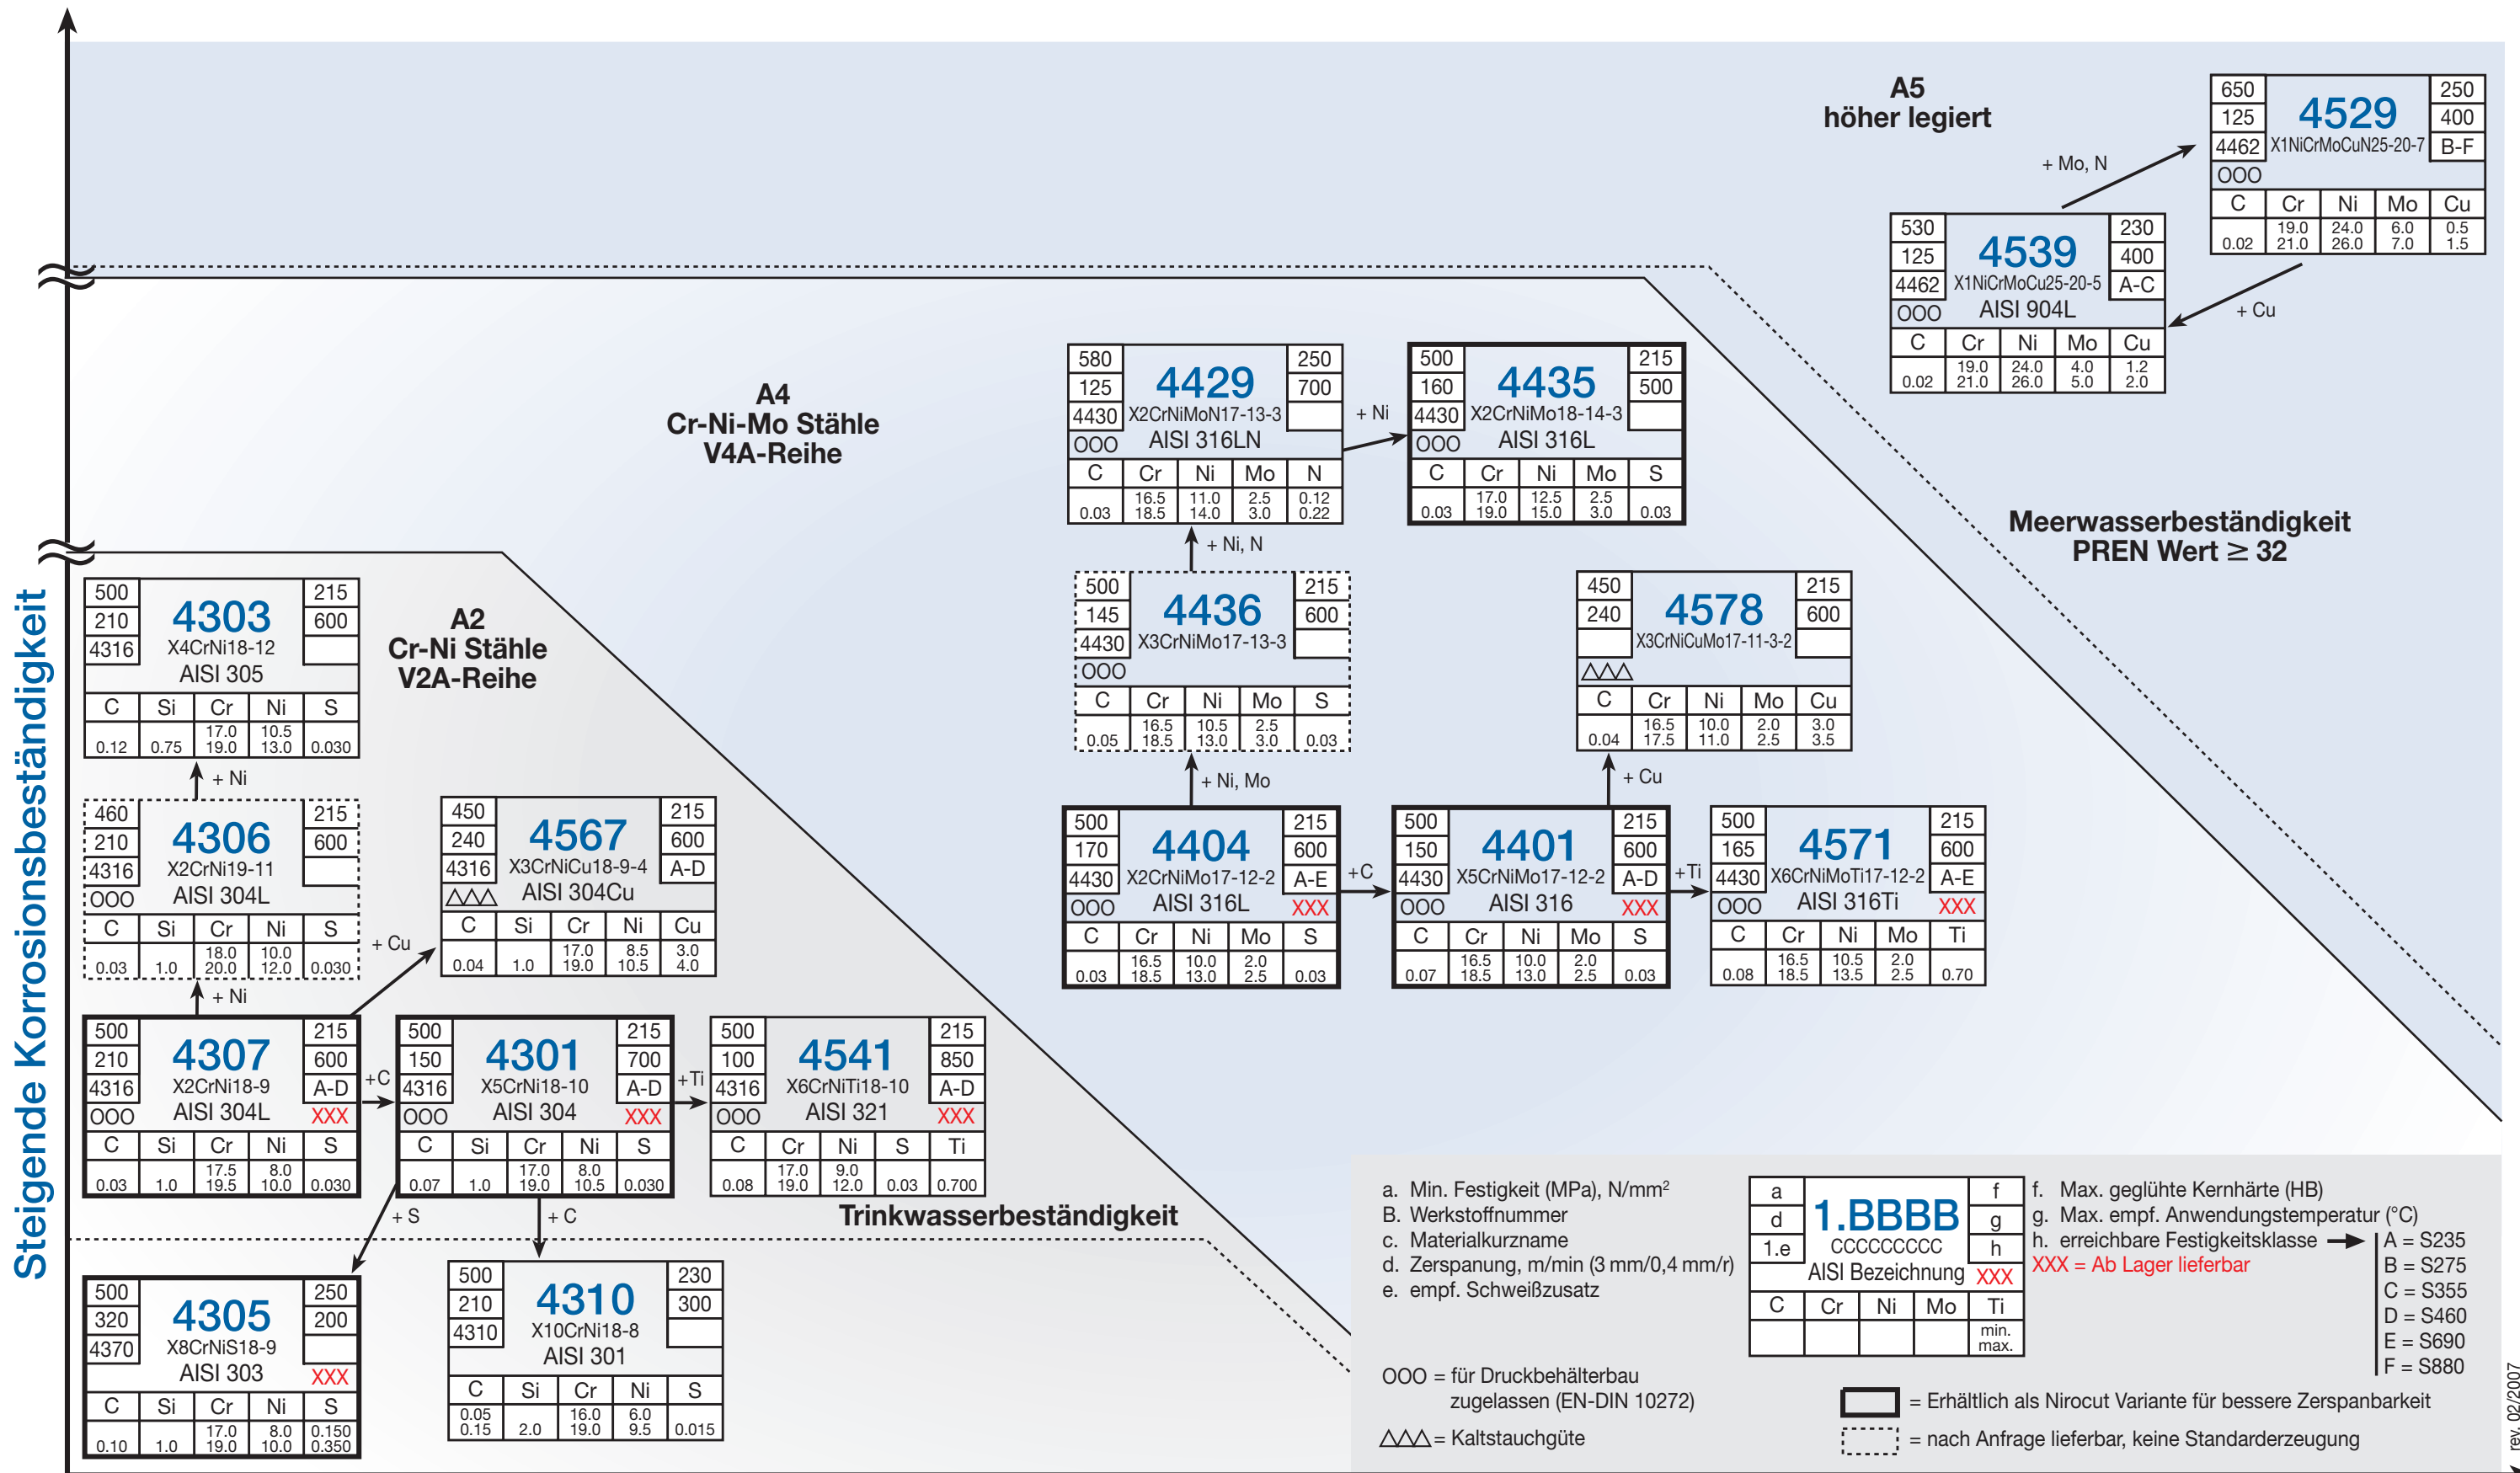 Steigende Korrosionsbeständigkeit
A5
höher legiert
650
125
4462
OOO
4529
X1NiCrMoCuN25-20-7
250
400
B-F
C Cr Ni Mo Cu
19.0 24.0 6.0 0.5
0.02 21.0 26.0 7.0 1.5
+ Mo, N
+ Cu
530
125
4462
OOO
4539
X1NiCrMoCu25-20-5
AISI 904L
230
400
A-C
C Cr Ni Mo Cu
19.0 24.0 4.0 1.2
0.02 21.0 26.0 5.0 2.0
A4
Cr-Ni-Mo Stähle
V4A-Reihe
580
125
4430
OOO
4429
X2CrNiMoN17-13-3
AISI 316LN
250
700
C Cr Ni Mo N
16.5 11.0 2.5 0.12
0.03 18.5 14.0 3.0 0.22
+ Ni
500
160
4430
OOO
4435
X2CrNiMo18-14-3
AISI 316L
215
500
C Cr Ni Mo S
17.0 12.5 2.5
0.03 19.0 15.0 3.0 0.03
Meerwasserbeständigkeit
PREN Wert ≥ 32
+ Ni, N
500
145
4430
OOO
4436
X3CrNiMo17-13-3
215
600
C Cr Ni Mo S
16.5 10.5 2.5
0.05 18.5 13.0 3.0 0.03
450
240
△△△
4578
X3CrNiCuMo17-11-3-2
215
600
C Cr Ni Mo Cu
16.5 10.0 2.0 3.0
0.04 17.5 11.0 2.5 3.5
+ Ni, Mo
+ Cu
500
170
4430
OOO
4404
X2CrNiMo17-12-2
AISI 316L
215
600
A-E
XXX
C Cr Ni Mo S
16.5 10.0 2.0
0.03 18.5 13.0 2.5 0.03
+C
500
150
4430
OOO
4401
X5CrNiMo17-12-2
AISI 316
215
600
A-D
XXX
C Cr Ni Mo S
16.5 10.0 2.0
0.07 18.5 13.0 2.5 0.03
+Ti
500
165
4430
OOO
4571
X6CrNiMoTi17-12-2
AISI 316Ti
215
600
A-E
XXX
C Cr Ni Mo Ti
16.5 10.5 2.0
0.08 18.5 13.5 2.5 0.70
A2
Cr-Ni Stähle
V2A-Reihe
500
210
4316
4303
X4CrNi18-12
AISI 305
215
600
C Si Cr Ni S
17.0 10.5
0.12 0.75 19.0 13.0 0.030
+ Ni
460
210
4316
OOO
4306
X2CrNi19-11
AISI 304L
215
600
C Si Cr Ni S
18.0 10.0
0.03 1.0 20.0 12.0 0.030
+ Ni
+ Cu
450
240
4316
△△△
4567
X3CrNiCu18-9-4
AISI 304Cu
215
600
A-D
C Si Cr Ni Cu
17.0 8.5 3.0
0.04 1.0 19.0 10.5 4.0
500
210
4316
OOO
4307
X2CrNi18-9
AISI 304L
215
600
A-D
XXX
C Si Cr Ni S
17.5 8.0
0.03 1.0 19.5 10.0 0.030
+C
500
150
4316
OOO
4301
X5CrNi18-10
AISI 304
215
700
A-D
XXX
C Si Cr Ni S
17.0 8.0
0.07 1.0 19.0 10.5 0.030
+Ti
500
100
4316
OOO
4541
X6CrNiTi18-10
AISI 321
215
850
A-D
XXX
C Cr Ni S Ti
17.0 9.0
0.08 19.0 12.0 0.03 0.700
+ S
+ C
Trinkwasserbeständigkeit
500
320
4370
4305
X8CrNiS18-9
AISI 303
250
200
XXX
C Si Cr Ni S
17.0 8.0 0.150
0.10 1.0 19.0 10.0 0.350
500
210
4310
4310
X10CrNi18-8
AISI 301
230
300
C Si Cr Ni S
0.05 16.0 6.0
0.15 2.0 19.0 9.5 0.015
a. Min. Festigkeit (MPa), N/mm²
B. Werkstoffnummer
c. Materialkurzname
d. Zerspanung, m/min (3 mm/0,4 mm/r)
e. empf. Schweißzusatz
OOO = für Druckbehälterbau
zugelassen (EN-DIN 10272)
△△△ = Kaltstauchgüte
a
d
1.e
1.BBBB
CCCCCCCCC
AISI Bezeichnung
f
g
h
XXX
C Cr Ni Mo Ti
min.
max.
f. Max. geglühte Kernhärte (HB)
g. Max. empf. Anwendungstemperatur (°C)
h. erreichbare Festigkeitsklasse
XXX = Ab Lager lieferbar
A = S235
B = S275
C = S355
D = S460
E = S690
F = S880
= Erhältlich als Nirocut Variante für bessere Zerspanbarkeit
= nach Anfrage lieferbar, keine Standarderzeugung
rev. 02/2007